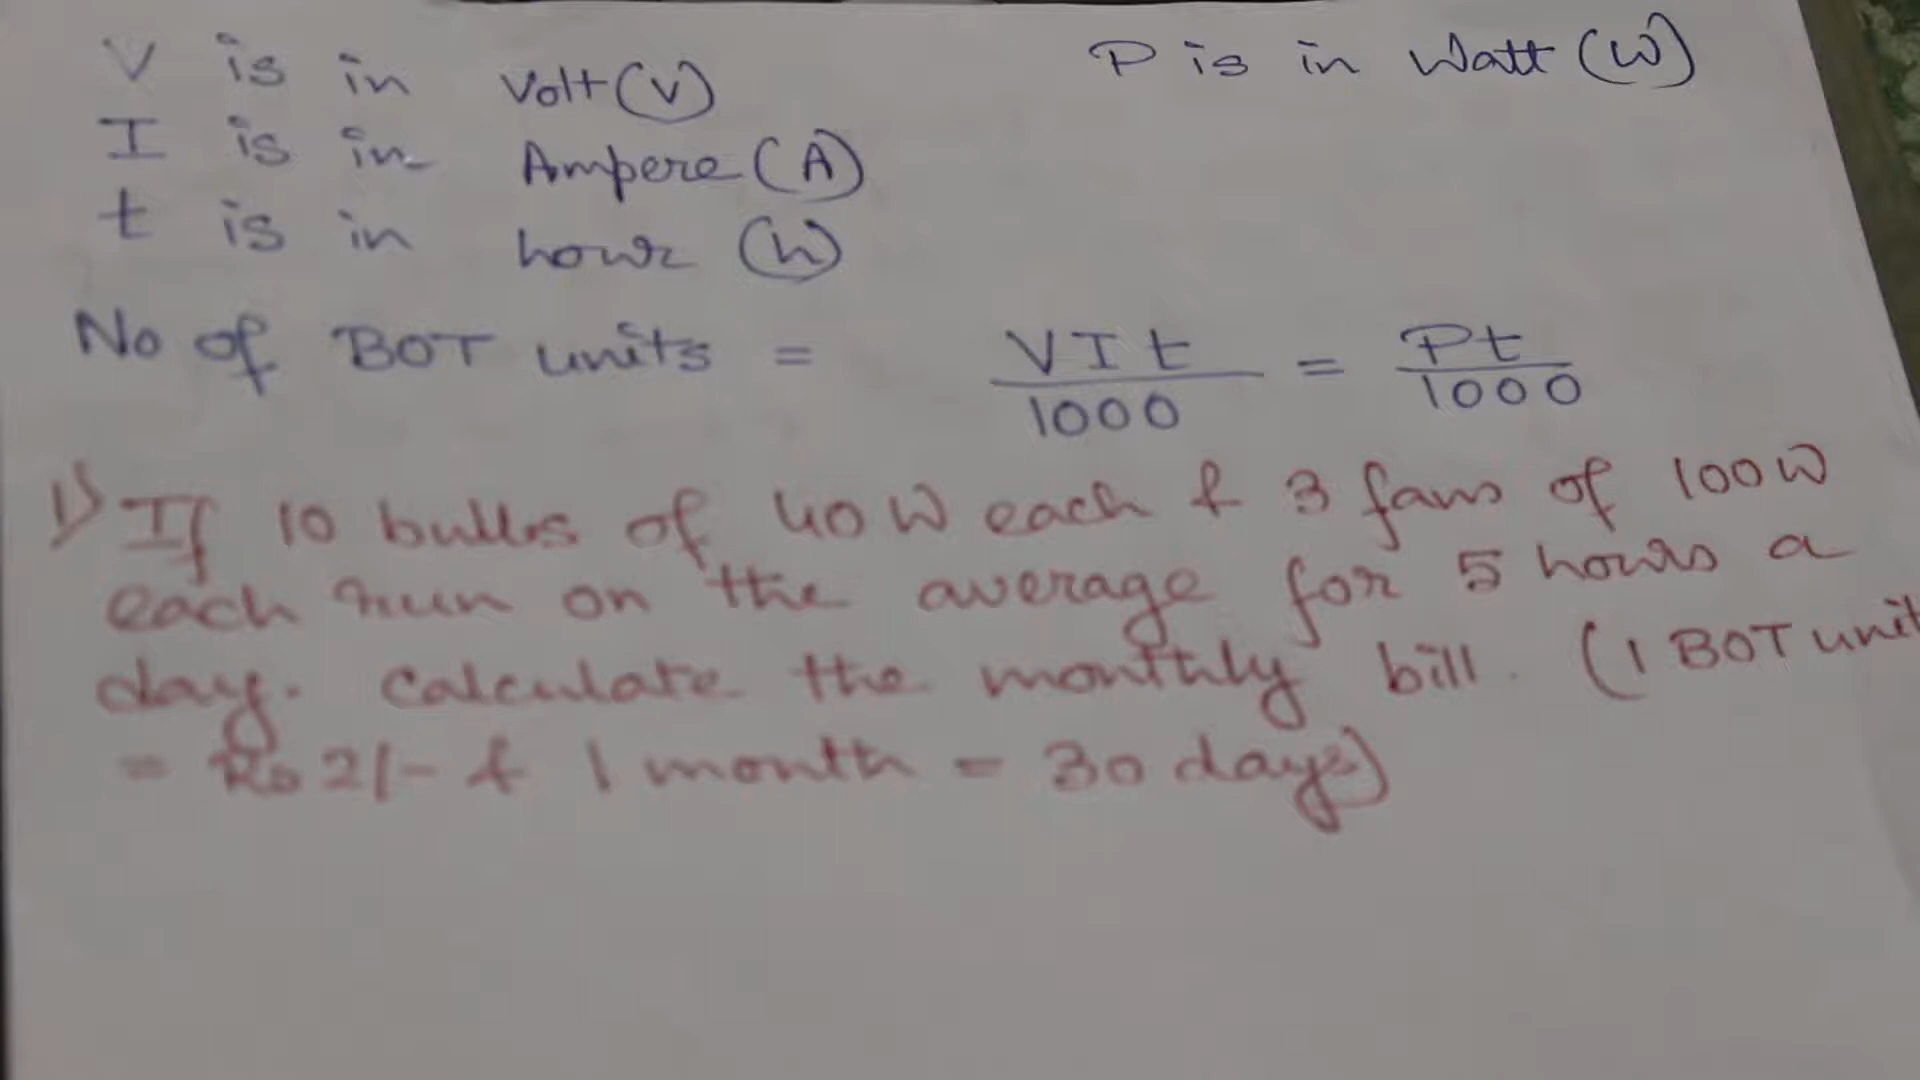 V is in Volt (V)
P is in Watt (W)
I is in Ampere (A)
t is in hour (h)
No of BOT units = VIt/1000 = Pt/1000
1) If 10 bulbs of 40 W each & 3 fans of 100 W
each run on the average for 5 hours a
day. Calculate the monthly bill. (1 BOT unit
= Rs 2/- & 1 month = 30 days)